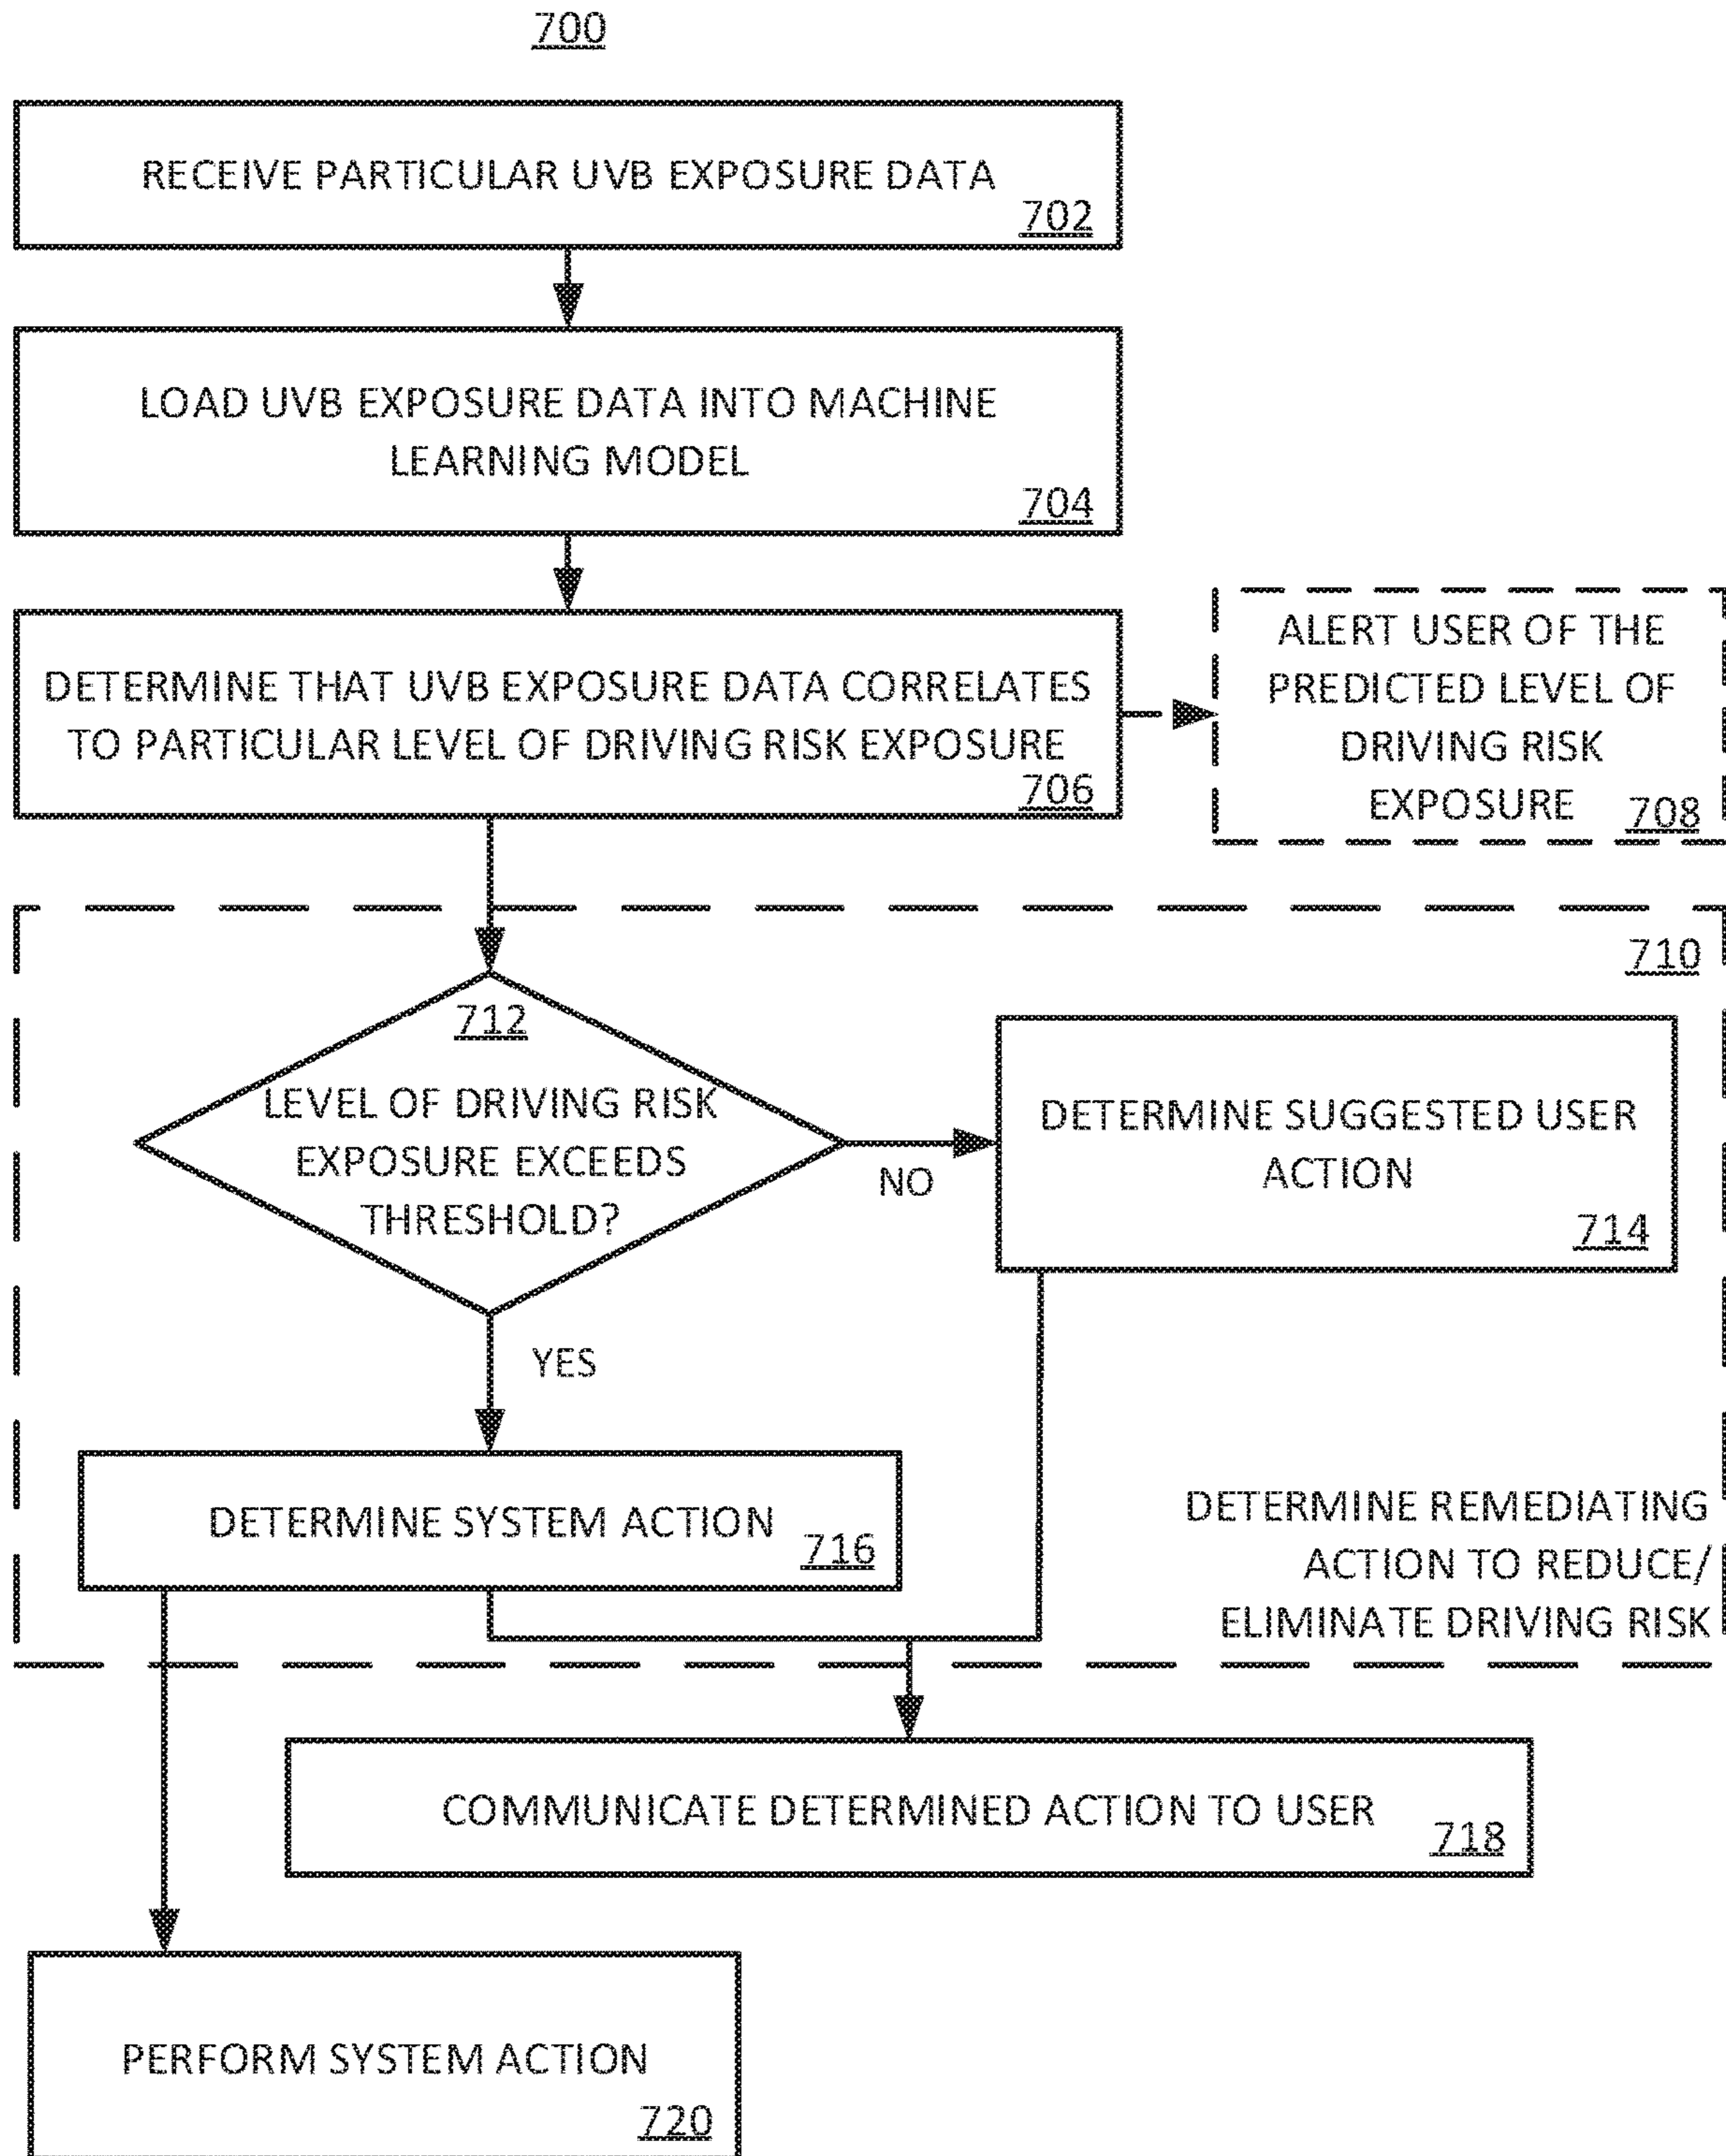 700
RECEIVE PARTICULAR UVB EXPOSURE DATA
702
LOAD UVB EXPOSURE DATA INTO MACHINE
LEARNING MODEL
704
DETERMINE THAT UVB EXPOSURE DATA CORRELATES
TO PARTICULAR LEVEL OF DRIVING RISK EXPOSURE
706
ALERT USER OF THE
PREDICTED LEVEL OF
DRIVING RISK
EXPOSURE
708
710
712
LEVEL OF DRIVING RISK
EXPOSURE EXCEEDS
THRESHOLD?
NO
DETERMINE SUGGESTED USER
ACTION
714
YES
DETERMINE SYSTEM ACTION
716
DETERMINE REMEDIATING
ACTION TO REDUCE/
ELIMINATE DRIVING RISK
COMMUNICATE DETERMINED ACTION TO USER
718
PERFORM SYSTEM ACTION
720